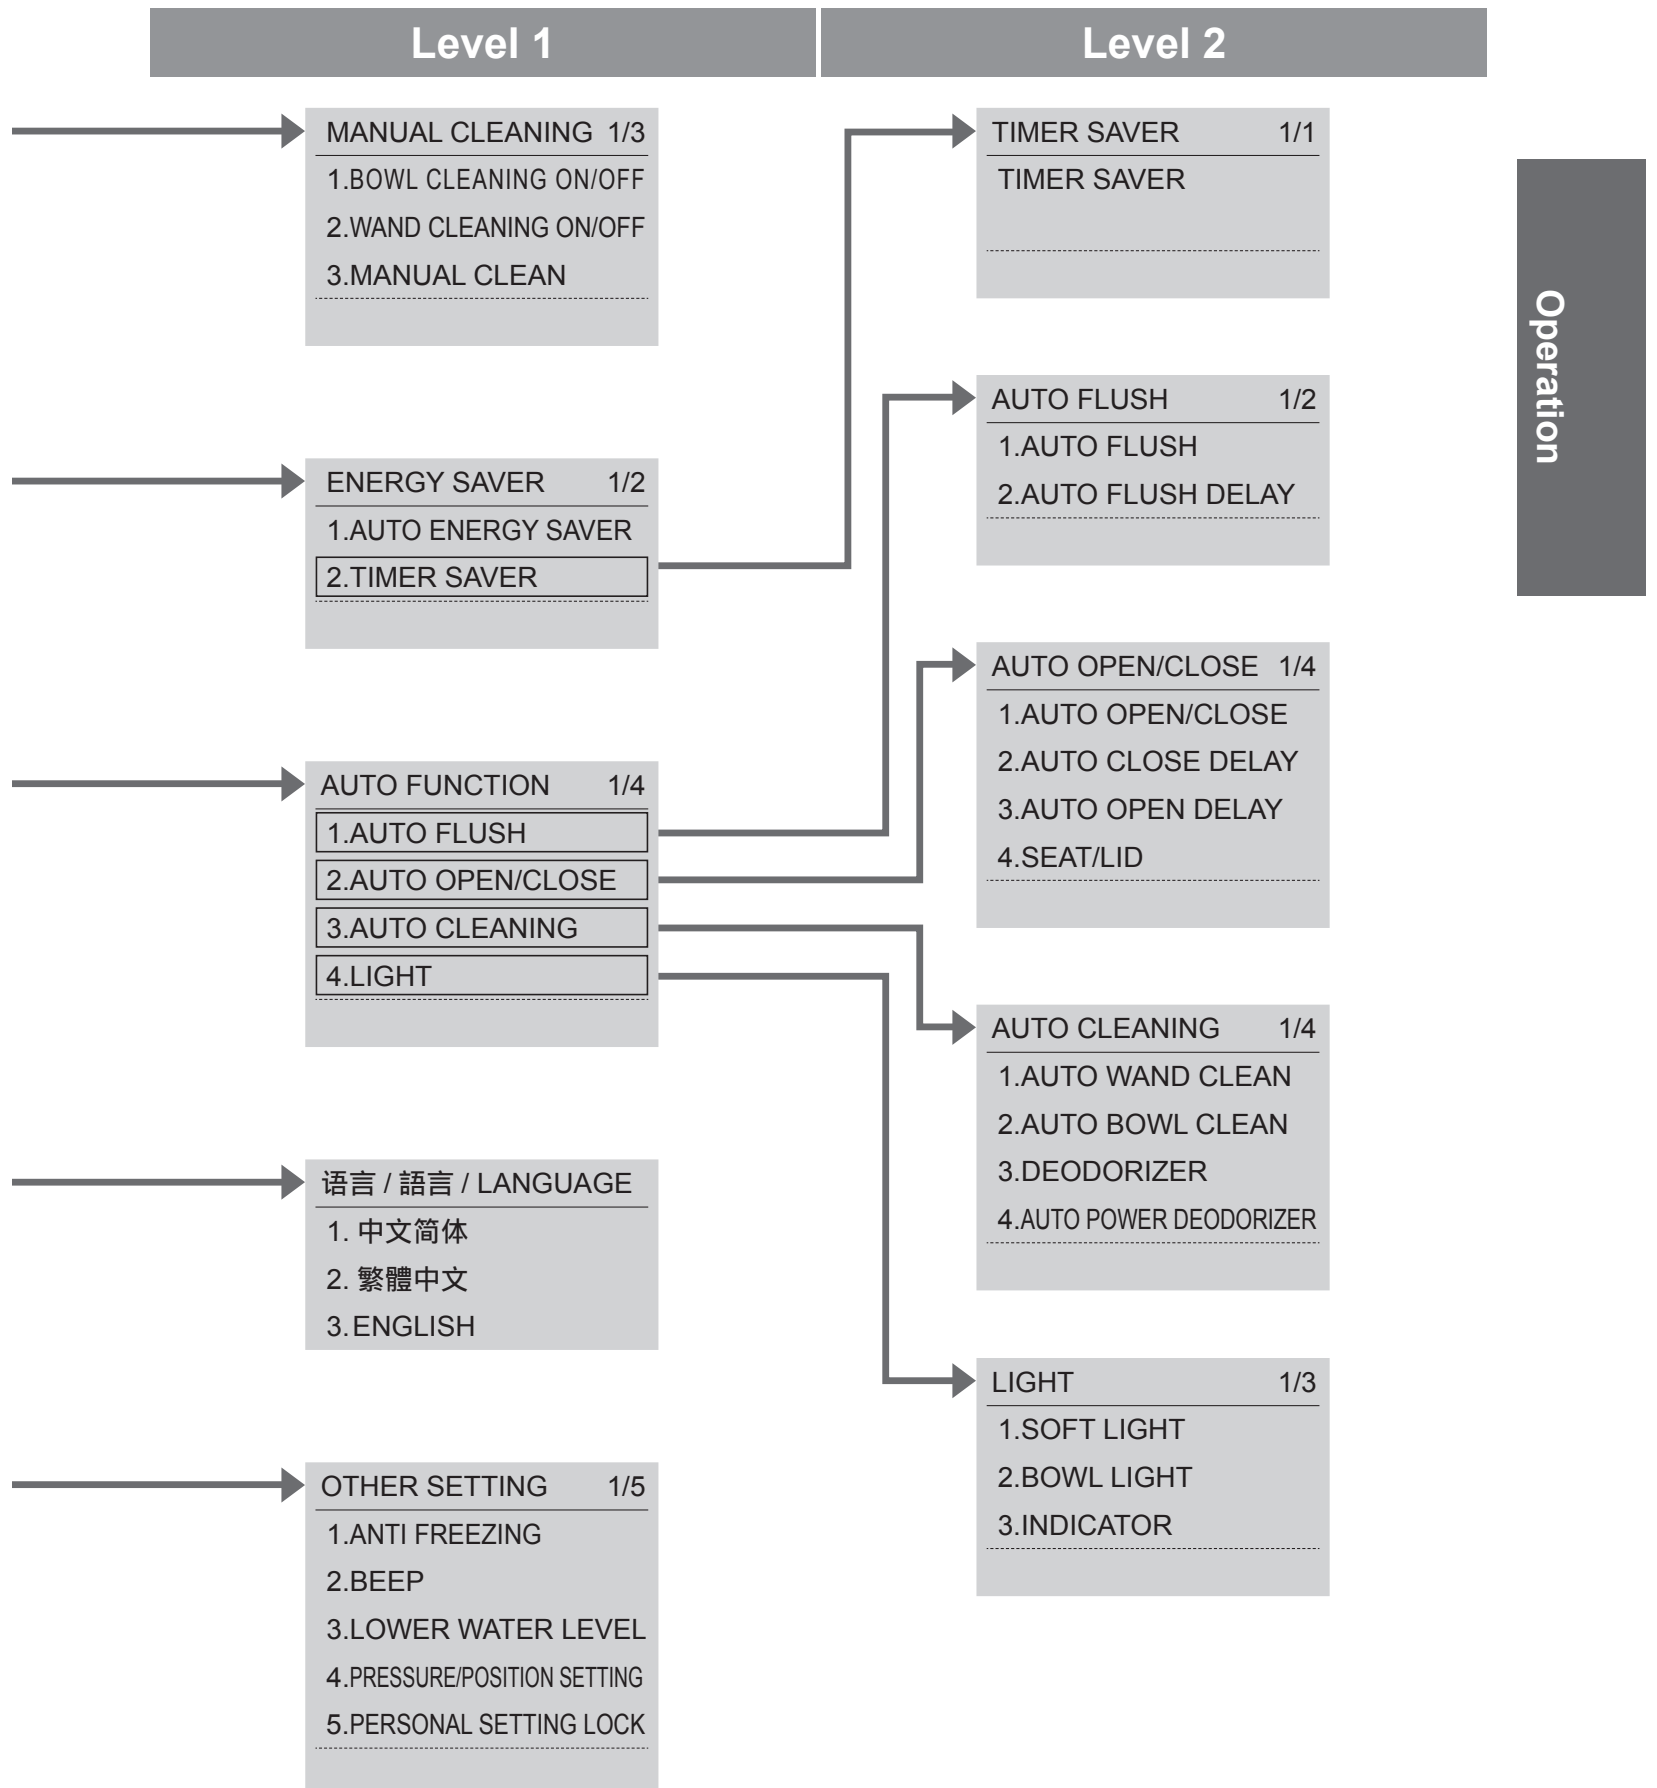 Level 1
Level 2
MANUAL CLEANING 1/3
1.BOWL CLEANING ON/OFF
2.WAND CLEANING ON/OFF
3.MANUAL CLEAN
ENERGY SAVER 1/2
1.AUTO ENERGY SAVER
2.TIMER SAVER
AUTO FUNCTION 1/4
1.AUTO FLUSH
2.AUTO OPEN/CLOSE
3.AUTO CLEANING
4.LIGHT
语言 / 語言 / LANGUAGE
1. 中文简体
2. 繁體中文
3.ENGLISH
OTHER SETTING 1/5
1.ANTI FREEZING
2.BEEP
3.LOWER WATER LEVEL
4.PRESSURE/POSITION SETTING
5.PERSONAL SETTING LOCK
TIMER SAVER 1/1
TIMER SAVER
AUTO FLUSH 1/2
1.AUTO FLUSH
2.AUTO FLUSH DELAY
AUTO OPEN/CLOSE 1/4
1.AUTO OPEN/CLOSE
2.AUTO CLOSE DELAY
3.AUTO OPEN DELAY
4.SEAT/LID
AUTO CLEANING 1/4
1.AUTO WAND CLEAN
2.AUTO BOWL CLEAN
3.DEODORIZER
4.AUTO POWER DEODORIZER
LIGHT 1/3
1.SOFT LIGHT
2.BOWL LIGHT
3.INDICATOR
Operation